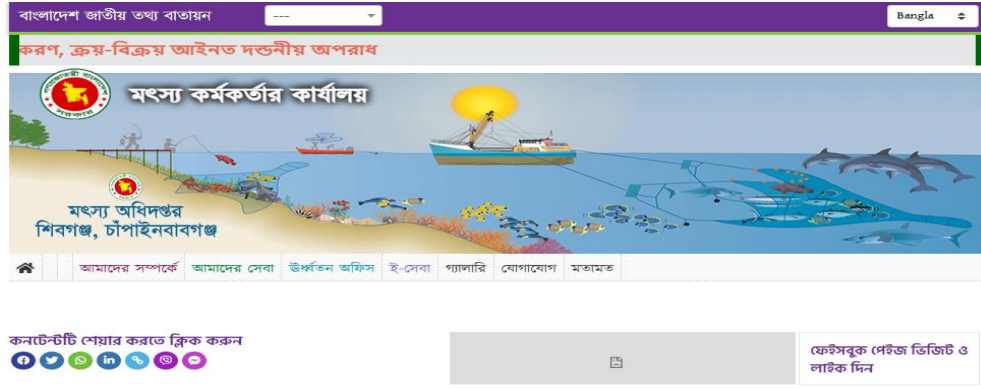 বাংলাদেশ জাতীয় তথ্য বাতায়ন
---
Bangla
করণ, ক্রয়-বিক্রয় আইনত দন্ডনীয় অপরাধ
মৎস্য কর্মকর্তার কার্যালয়
মৎস্য অধিদপ্তর
শিবগঞ্জ, চাঁপাইনবাবগঞ্জ
আমাদের সম্পর্কে আমাদের সেবা উর্ধ্বতন অফিস ই-সেবা গ্যালারি যোগাযোগ মতামত
কনটেন্টটি শেয়ার করতে ক্লিক করুন
ফেইসবুক পেইজ ভিজিট ও
লাইক দিন